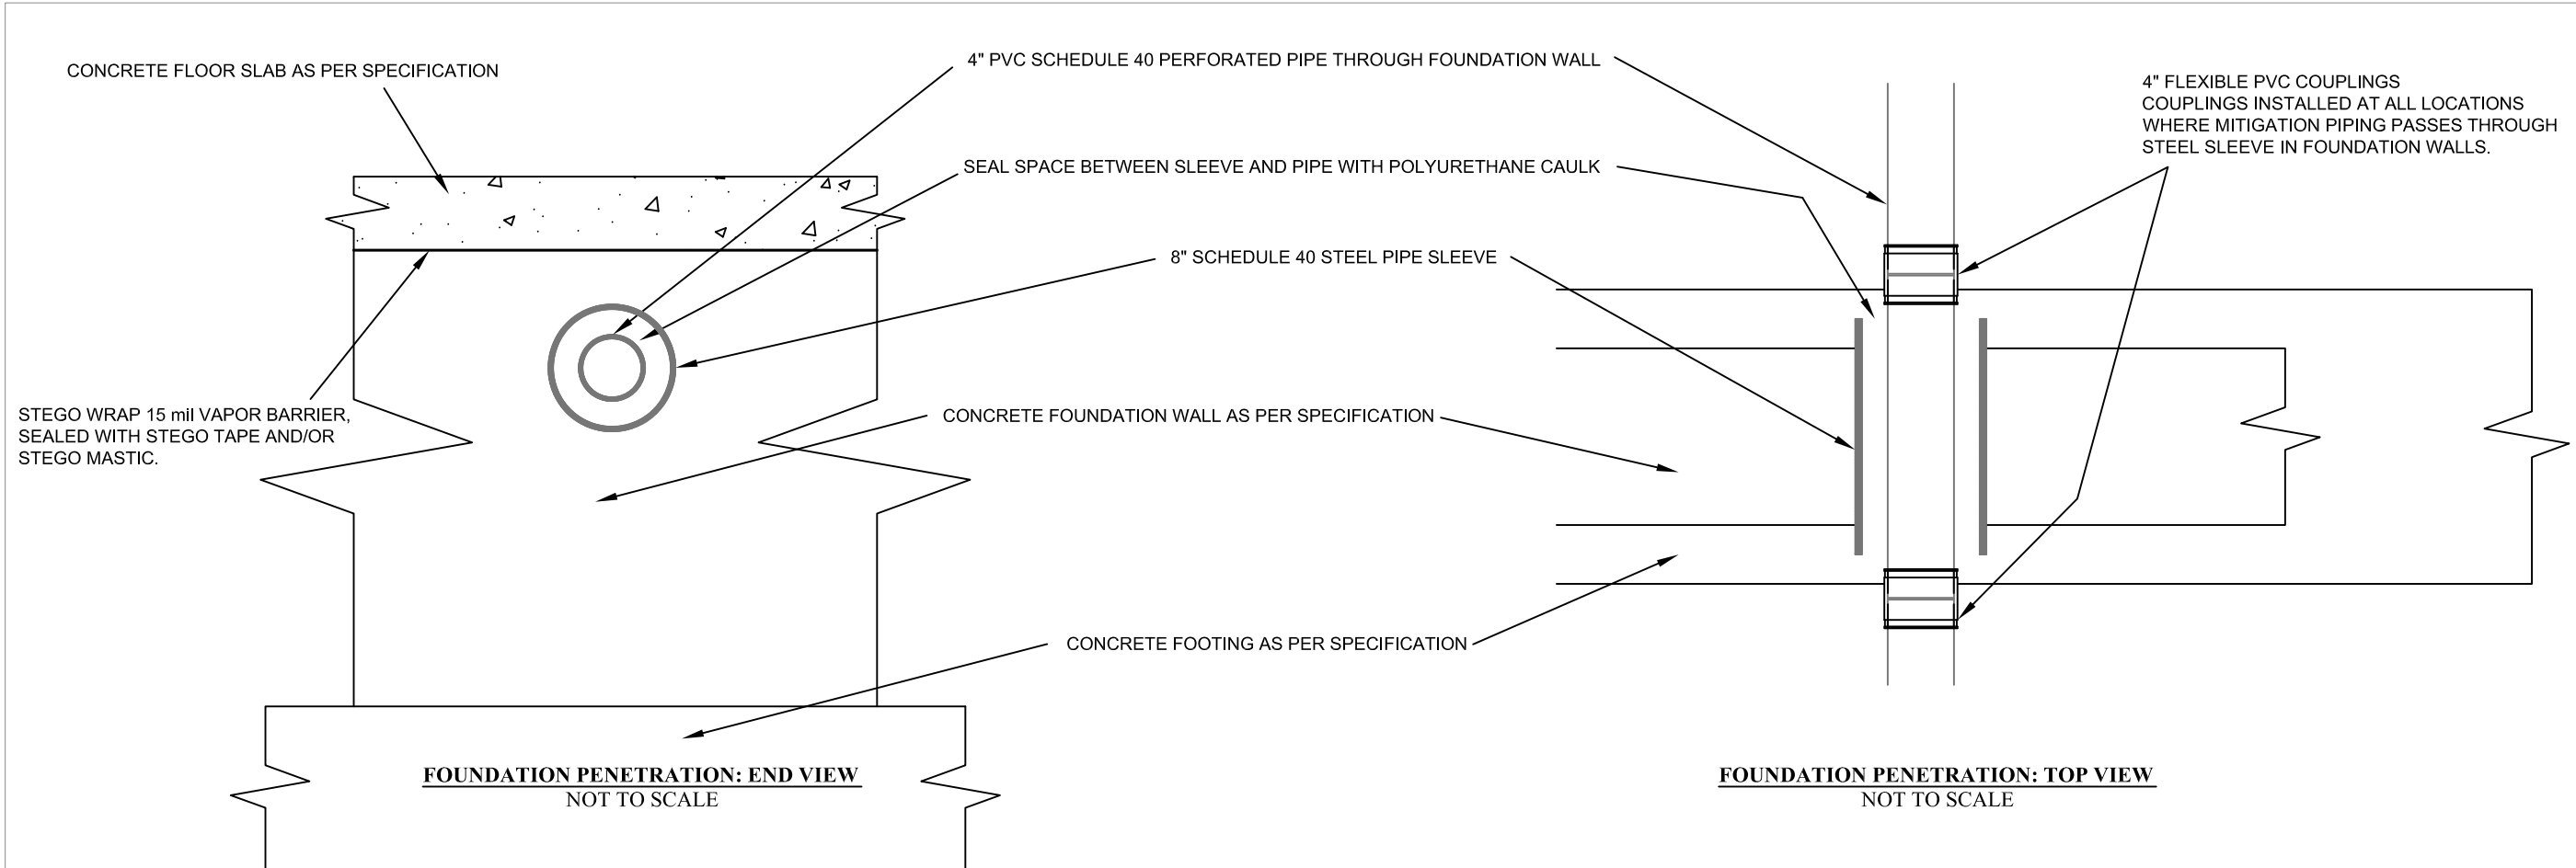 CONCRETE FLOOR SLAB AS PER SPECIFICATION
4" PVC SCHEDULE 40 PERFORATED PIPE THROUGH FOUNDATION WALL
4" FLEXIBLE PVC COUPLINGS
COUPLINGS INSTALLED AT ALL LOCATIONS
WHERE MITIGATION PIPING PASSES THROUGH
STEEL SLEEVE IN FOUNDATION WALLS.
SEAL SPACE BETWEEN SLEEVE AND PIPE WITH POLYURETHANE CAULK
8" SCHEDULE 40 STEEL PIPE SLEEVE
STEGO WRAP 15 mil VAPOR BARRIER,
SEALED WITH STEGO TAPE AND/OR
STEGO MASTIC.
CONCRETE FOUNDATION WALL AS PER SPECIFICATION
CONCRETE FOOTING AS PER SPECIFICATION
FOUNDATION PENETRATION: END VIEW
NOT TO SCALE
FOUNDATION PENETRATION: TOP VIEW
NOT TO SCALE